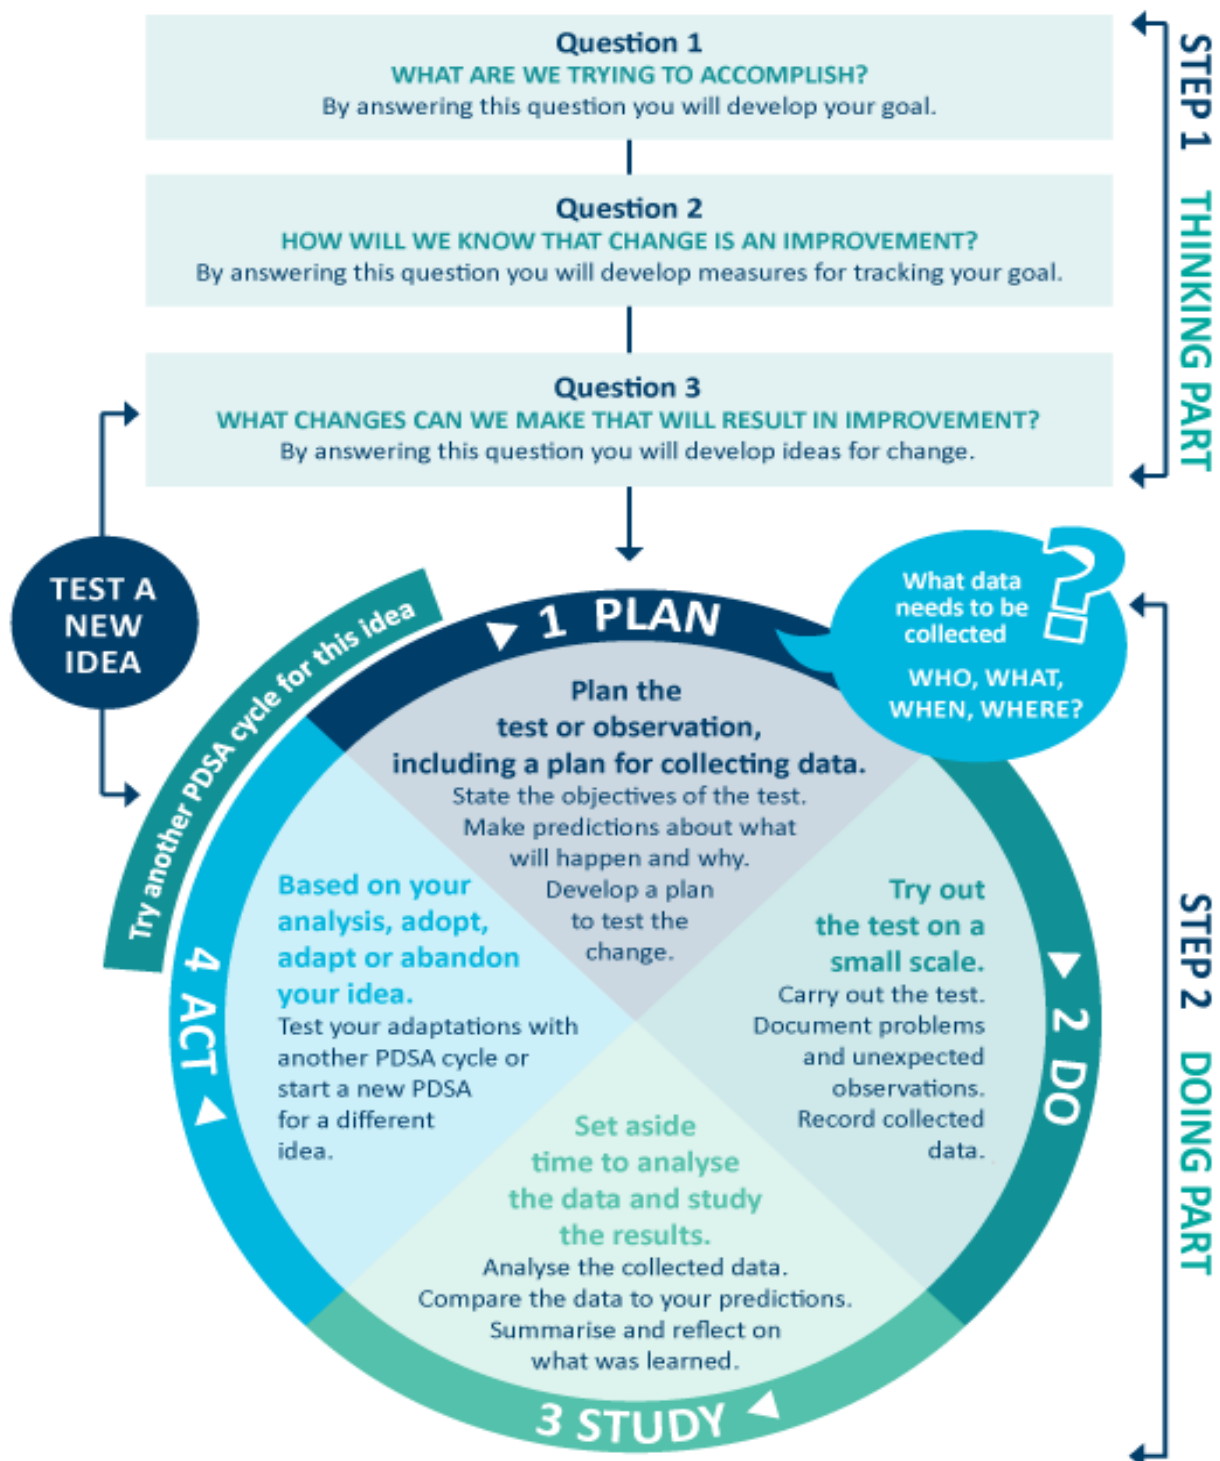 Question 1
WHAT ARE WE TRYING TO ACCOMPLISH?
By answering this question you will develop your goal.
Question 2
HOW WILL WE KNOW THAT CHANGE IS AN IMPROVEMENT?
By answering this question you will develop measures for tracking your goal.
Question 3
WHAT CHANGES CAN WE MAKE THAT WILL RESULT IN IMPROVEMENT?
By answering this question you will develop ideas for change.
STEP 1 THINKING PART
TEST A
NEW
IDEA
Try another PDSA cycle for this idea
1 PLAN
What data
needs to be
collected
?
WHO, WHAT,
WHEN, WHERE?
Plan the
test or observation,
including a plan for collecting data.
State the objectives of the test.
Make predictions about what
will happen and why.
Develop a plan
to test the
change.
2 DO
Try out
the test on a
small scale.
Carry out the test.
Document problems
and unexpected
observations.
Record collected
data.
3 STUDY
Set aside
time to analyse
the data and study
the results.
Analyse the collected data.
Compare the data to your predictions.
Summarise and reflect on
what was learned.
4 ACT
Based on your
analysis, adopt,
adapt or abandon
your idea.
Test your adaptations with
another PDSA cycle or
start a new PDSA
for a different
idea.
STEP 2 DOING PART